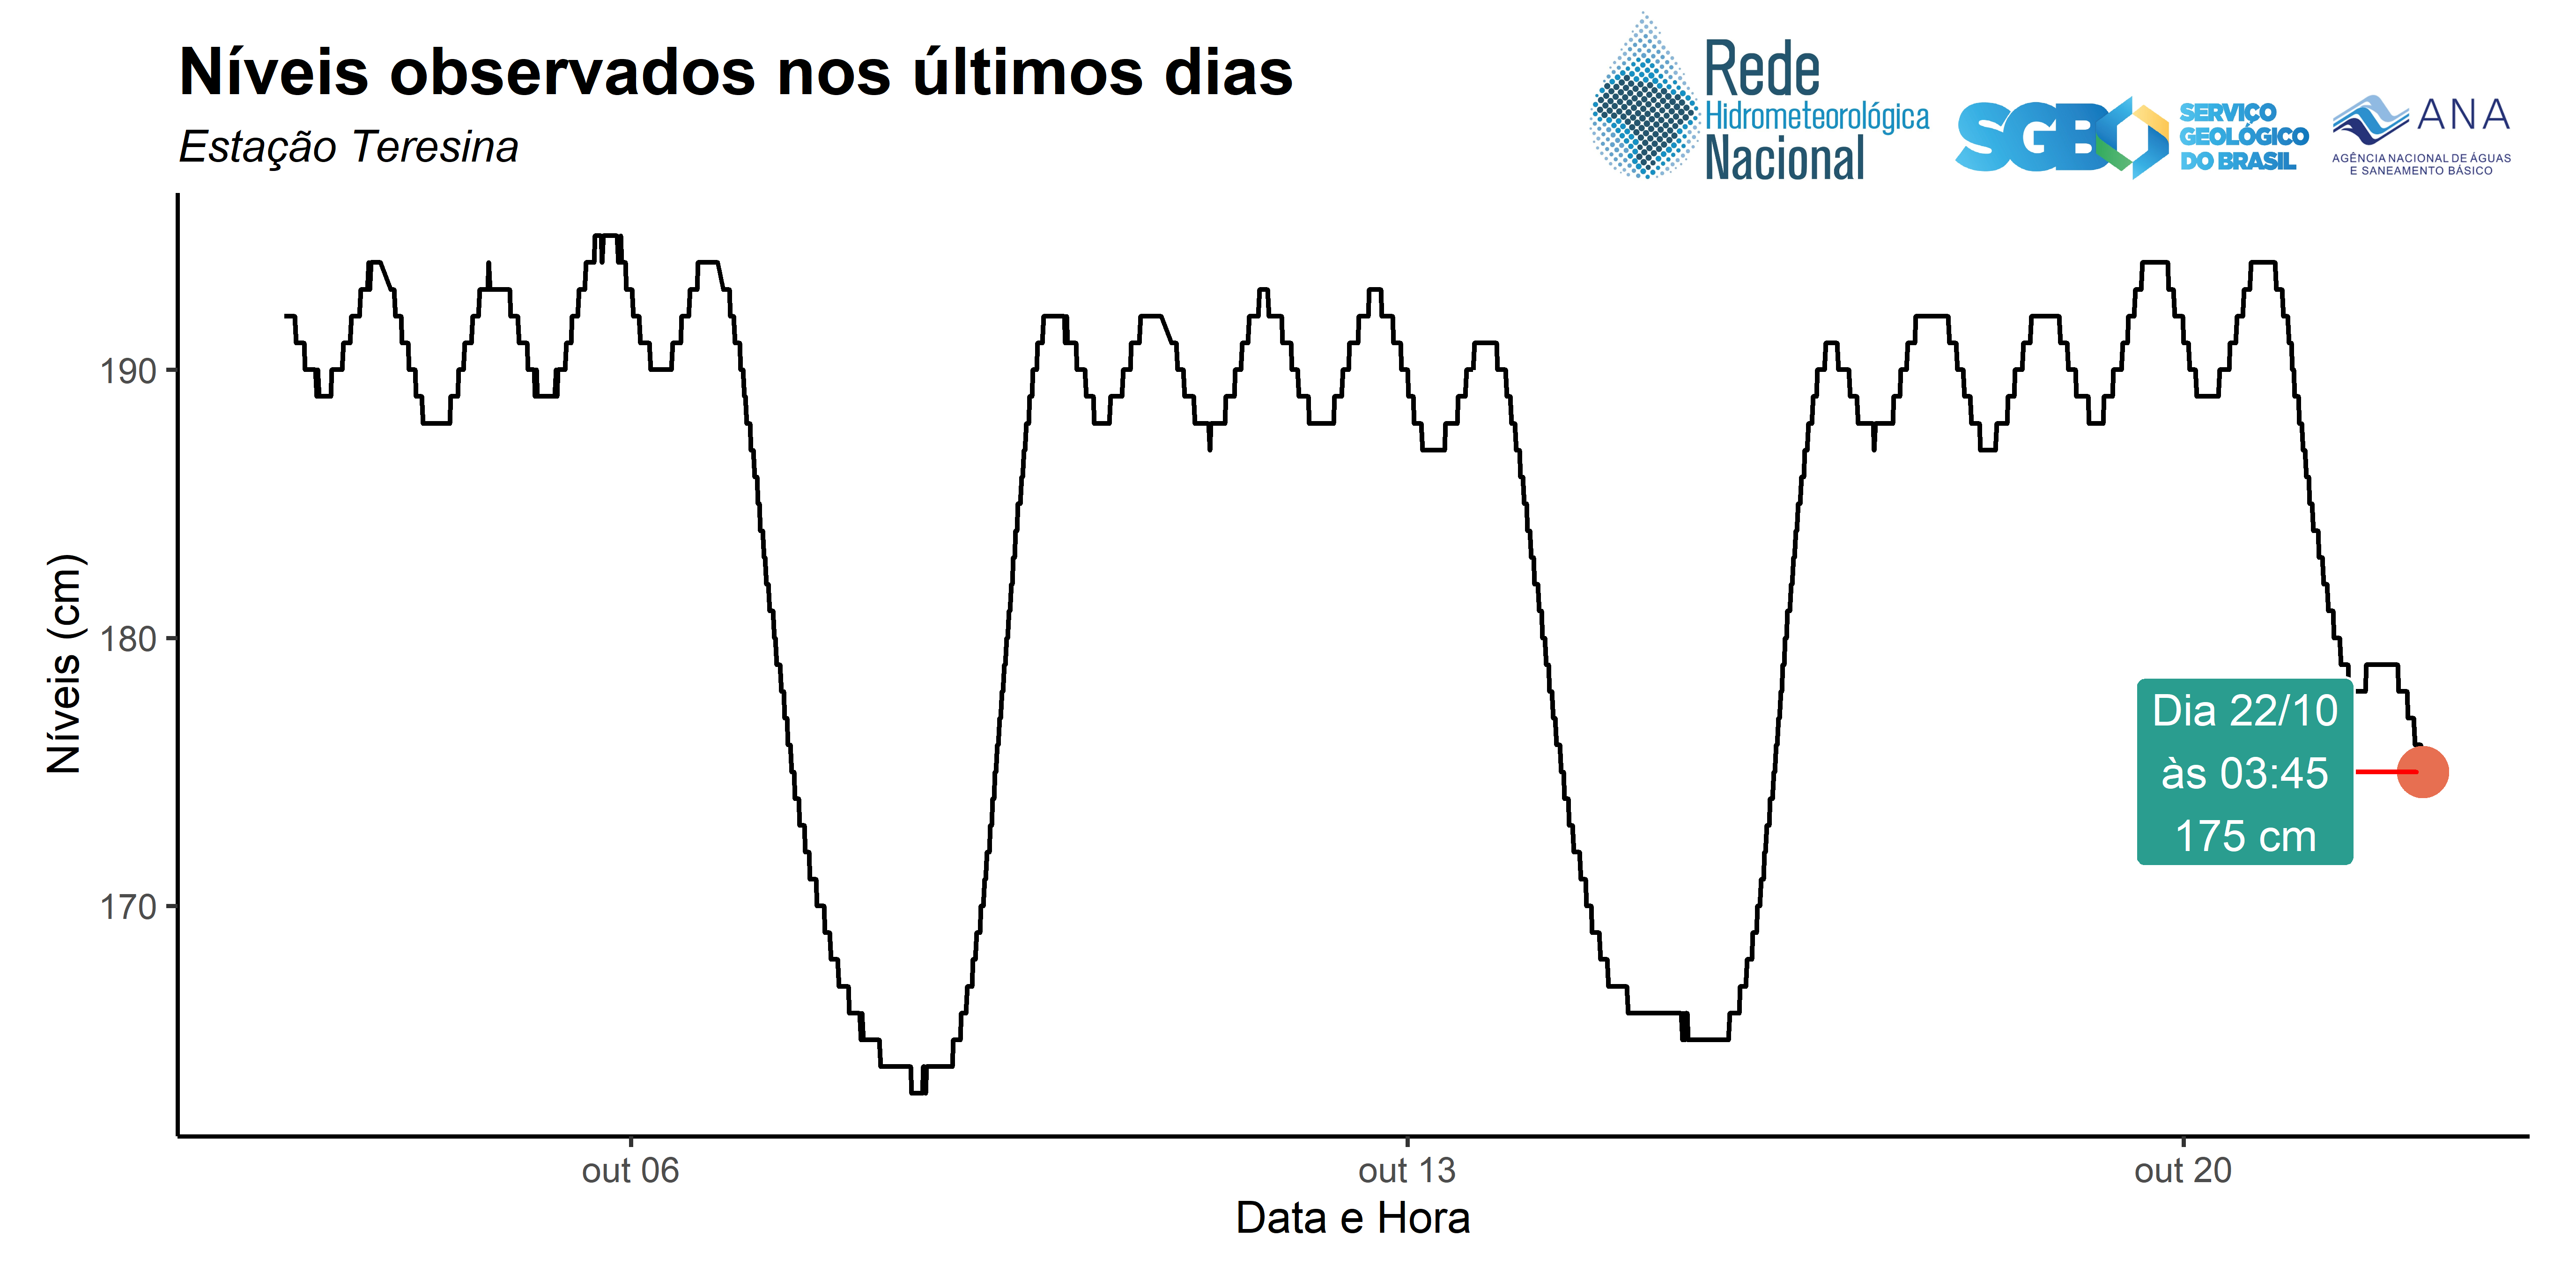 Níveis observados nos últimos dias
Estação Teresina
Rede
Hidrometeorológica
Nacional
SGB
SERVIÇO
GEOLÓGICO
DO BRASIL
ANA
AGÊNCIA NACIONAL DE ÁGUAS
E SANEAMENTO BÁSICO
Níveis (cm)
190
180
170
Dia 22/10
às 03:45
175 cm
out 06
out 13
out 20
Data e Hora